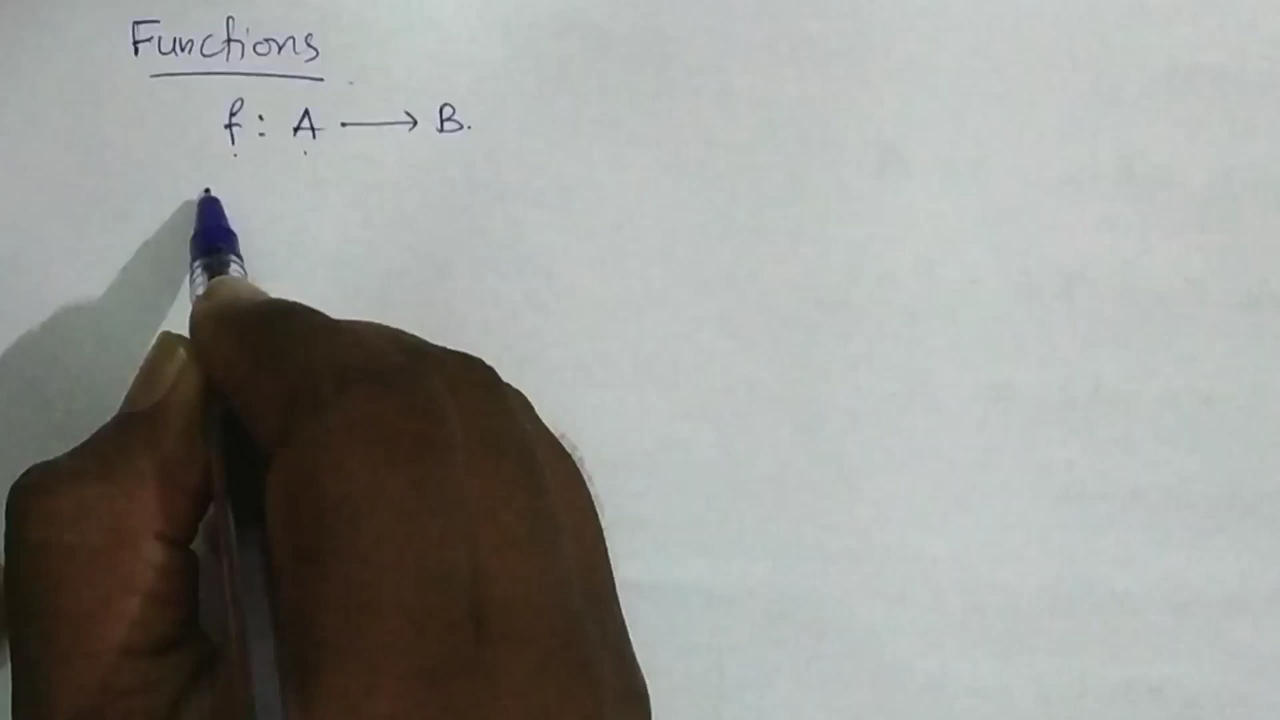 Functions
f : A ⟶ B.